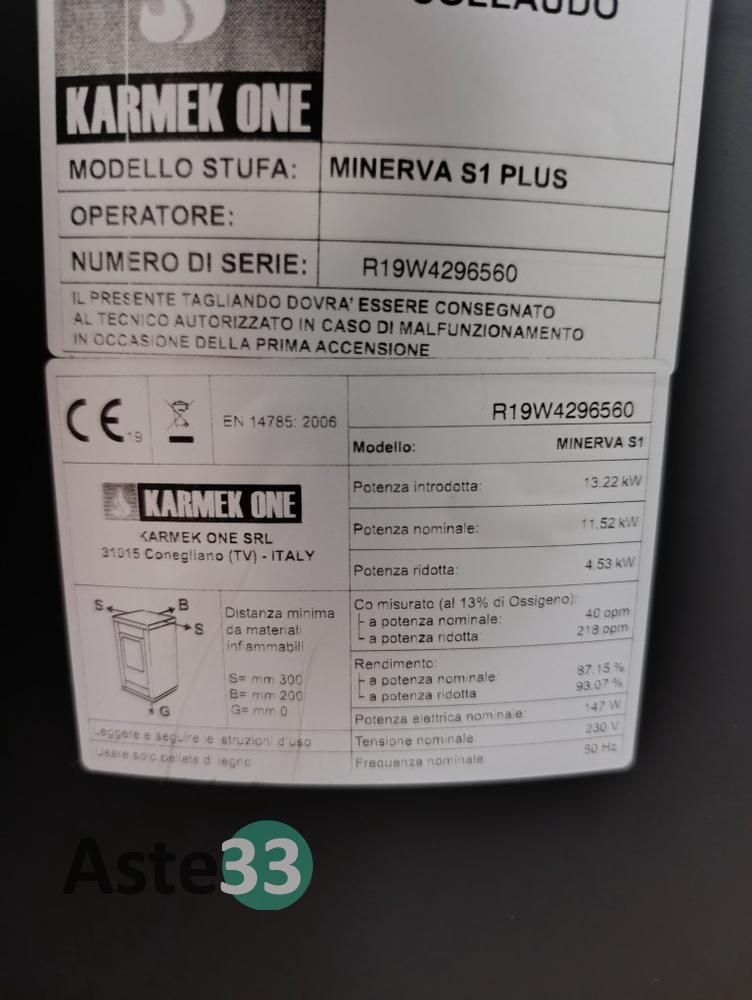 COLLAUDO
KARMEK ONE
MODELLO STUFA: MINERVA S1 PLUS
OPERATORE:
NUMERO DI SERIE: R19W4296560
IL PRESENTE TAGLIANDO DOVRA' ESSERE CONSEGNATO
AL TECNICO AUTORIZZATO IN CASO DI MALFUNZIONAMENTO
IN OCCASIONE DELLA PRIMA ACCENSIONE
CE 19 EN 14785: 2006
R19W4296560
Modello: MINERVA S1
KARMEK ONE
KARMEK ONE SRL
31015 Conegliano (TV) - ITALY
Potenza introdotta: 13.22 kW
Potenza nominale: 11.52 kW
Potenza ridotta: 4.53 kW
S B S G
Distanza minima
da materiali
infiammabili
S= mm 300
B= mm 200
G= mm 0
Co misurato (al 13% di Ossigeno):
a potenza nominale: 40 ppm
a potenza ridotta: 218 ppm
Rendimento:
a potenza nominale 87.15 %
a potenza ridotta 93.07 %
Potenza elettrica nominale: 147 W
Tensione nominale 230 V
Frequenza nominale 50 Hz
Leggere e seguire le istruzioni d'uso
Usare solo pellets di legno
Aste33